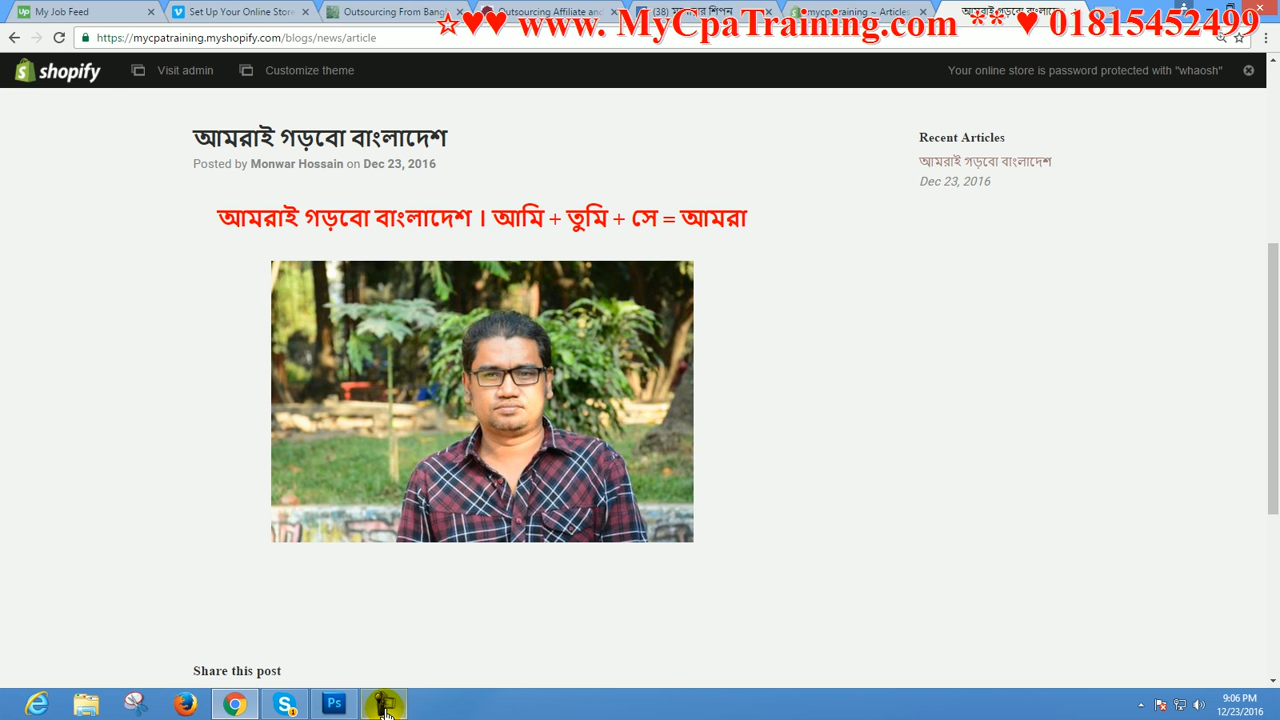 My Job Feed
Set Up Your Online Store
Outsourcing From Bangl
Outsourcing Affiliate and
mycpatraining ~ Articles
☆♥♥ www. MyCpaTraining.com ** ♥ 01815452499
https://mycpatraining.myshopify.com/blogs/news/article
shopify Visit admin Customize theme Your online store is password protected with "whaosh"
আমরাই গড়বো বাংলাদেশ
Posted by Monwar Hossain on Dec 23, 2016
আমরাই গড়বো বাংলাদেশ । আমি + তুমি + সে = আমরা
Share this post
Recent Articles
আমরাই গড়বো বাংলাদেশ
Dec 23, 2016
9:06 PM
12/23/2016